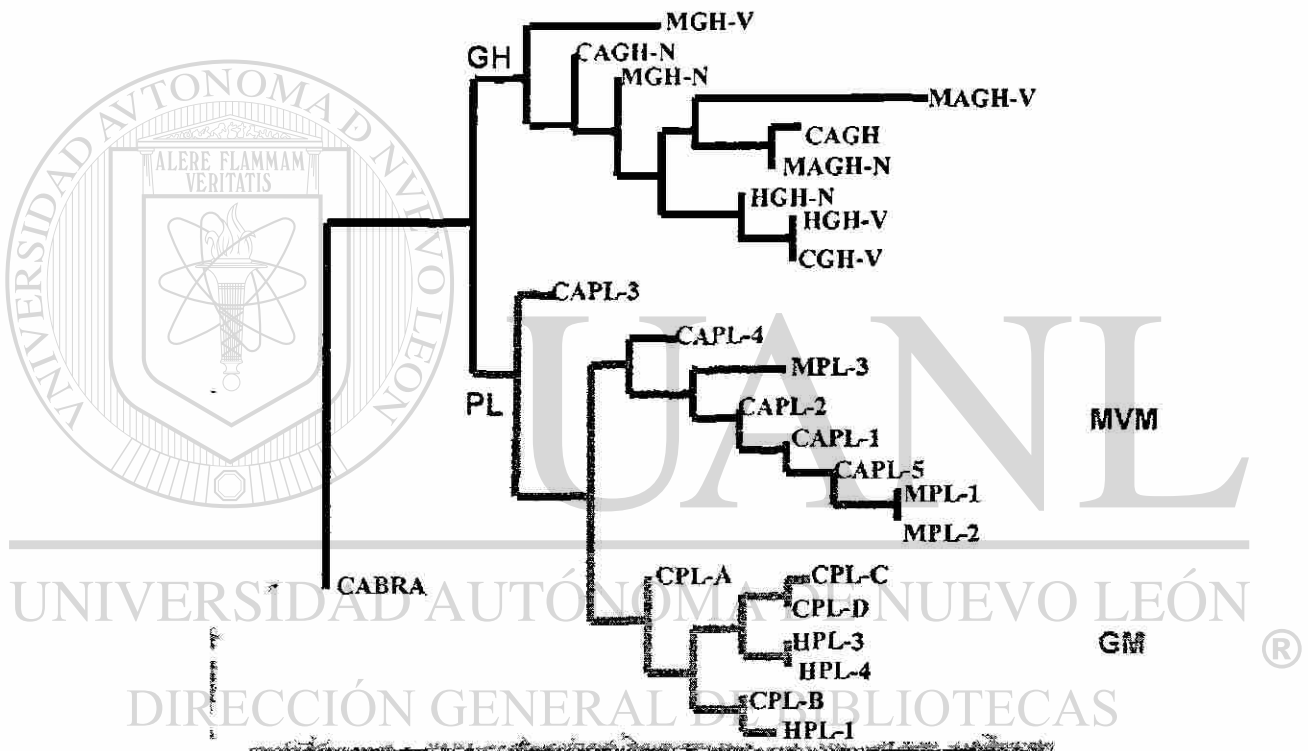 MGH-V
GH
CAGH-N
MGH-N
MAGH-V
CAGH
MAGH-N
HGH-N
HGH-V
CGH-V
CAPL-3
CAPL-4
MPL-3
PL
CAPL-2
MVM
CAPL-1
CAPL-5
MPL-1
MPL-2
CABRA
CPL-A
CPL-C
CPL-D
HPL-3
GM
HPL-4
CPL-B
HPL-1
UNIVERSIDAD AVTONOMA DE NVEVO LEON
ALERE FLAMMAM
VERITATIS
UANL
UNIVERSIDAD AUTÓNOMA DE NUEVO LEÓN
®
DIRECCIÓN GENERAL DE BIBLIOTECAS